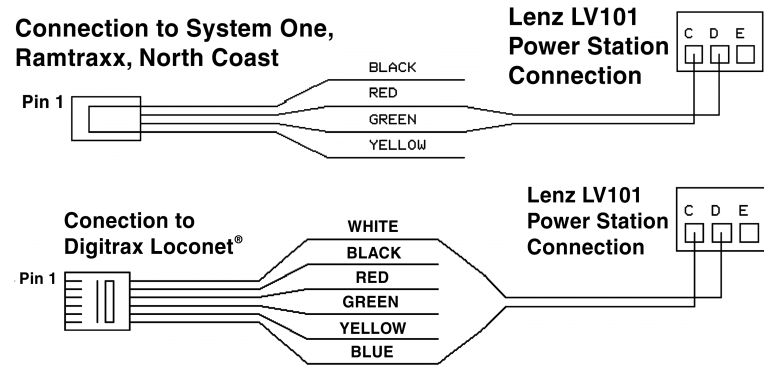 Connection to System One,
Ramtraxx, North Coast
Lenz LV101
Power Station
Connection
C D E
Pin 1
BLACK
RED
GREEN
YELLOW
Conection to
Digitrax Loconet®
Lenz LV101
Power Station
Connection
C D E
Pin 1
WHITE
BLACK
RED
GREEN
YELLOW
BLUE